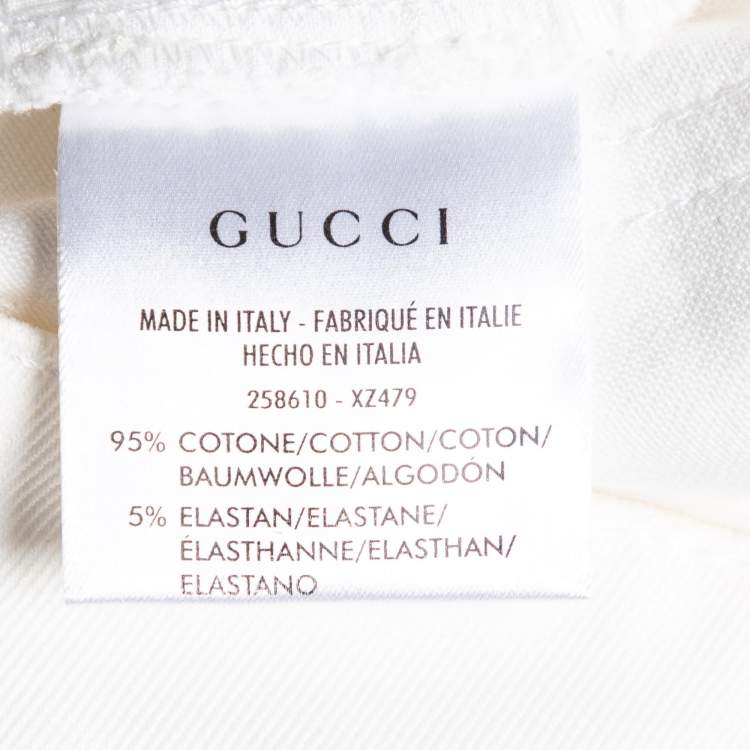 GUCCI
MADE IN ITALY - FABRIQUÉ EN ITALIE
HECHO EN ITALIA
258610 - XZ479
95% COTONE/COTTON/COTON/
BAUMWOLLE/ALGODÓN
5% ELASTAN/ELASTANE/
ÉLASTHANNE/ELASTHAN/
ELASTANO